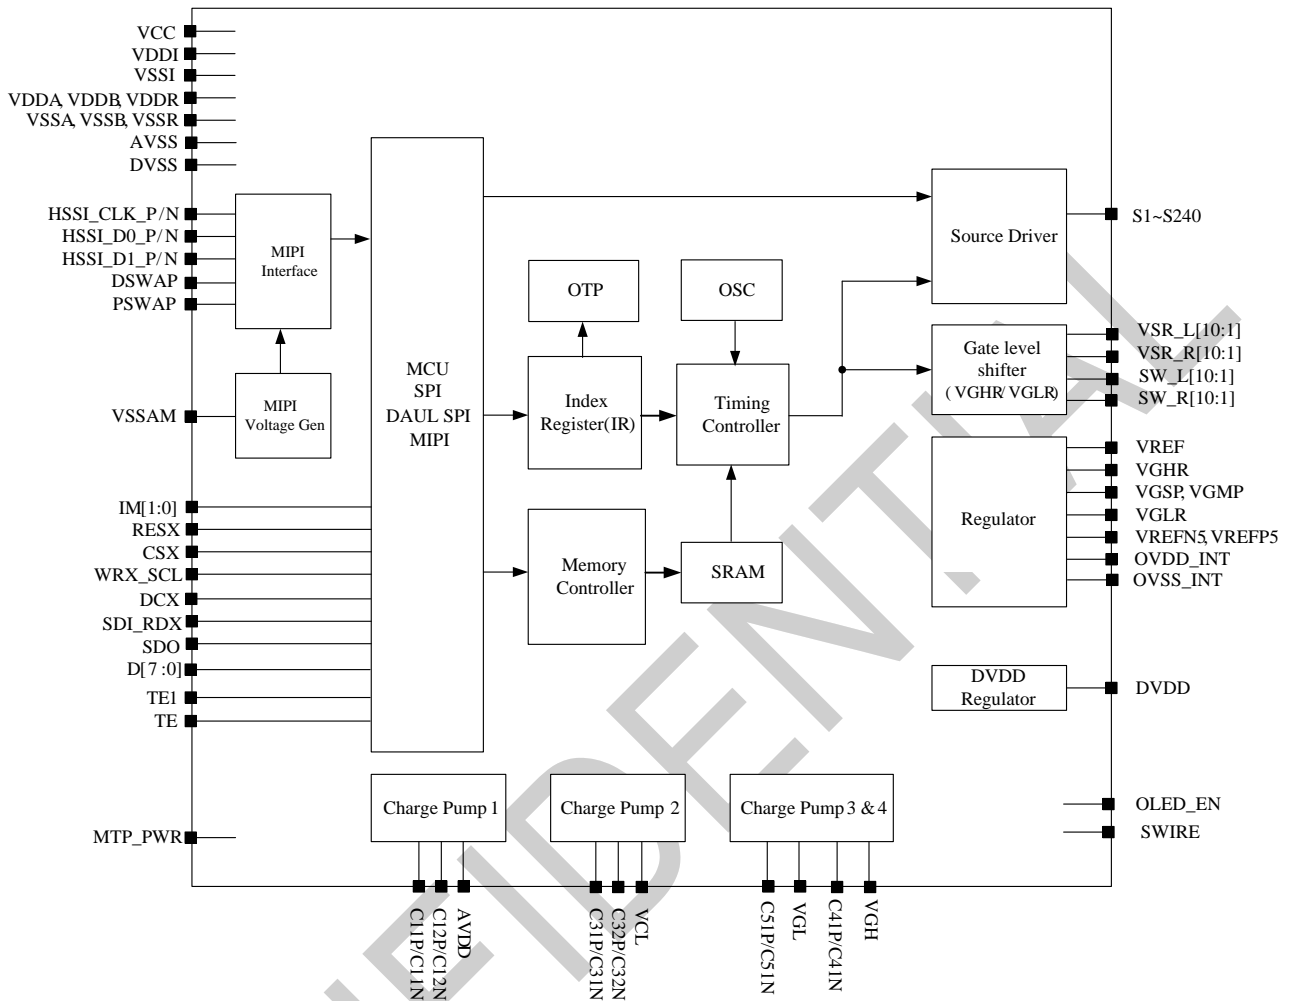 VCC
VDDI
VSSI
VDDA, VDDB, VDDR
VSSA, VSSB, VSSR
AVSS
DVSS
HSSI_CLK_P/N
HSSI_D0_P/N
HSSI_D1_P/N
DSWAP
PSWAP
VSSAM
IM[1:0]
RESX
CSX
WRX_SCL
DCX
SDI_RDX
SDO
D[7:0]
TE1
TE
MTP_PWR
MIPI
Interface
MIPI
Voltage Gen
MCU
SPI
DAUL SPI
MIPI
OTP
OSC
Index
Register(IR)
Timing
Controller
Memory
Controller
SRAM
Source Driver
Gate level
shifter
(VGHR/VGLR)
Regulator
DVDD
Regulator
Charge Pump 1
Charge Pump 2
Charge Pump 3 & 4
S1~S240
VSR_L[10:1]
VSR_R[10:1]
SW_L[10:1]
SW_R[10:1]
VREF
VGHR
VGSP, VGMP
VGLR
VREFN5, VREFP5
OVDD_INT
OVSS_INT
DVDD
OLED_EN
SWIRE
C11P/C11N
C12P/C12N
AVDD
C31P/C31N
C32P/C32N
VCL
C51P/C51N
VGL
C41P/C41N
VGH
FIDENTIAL